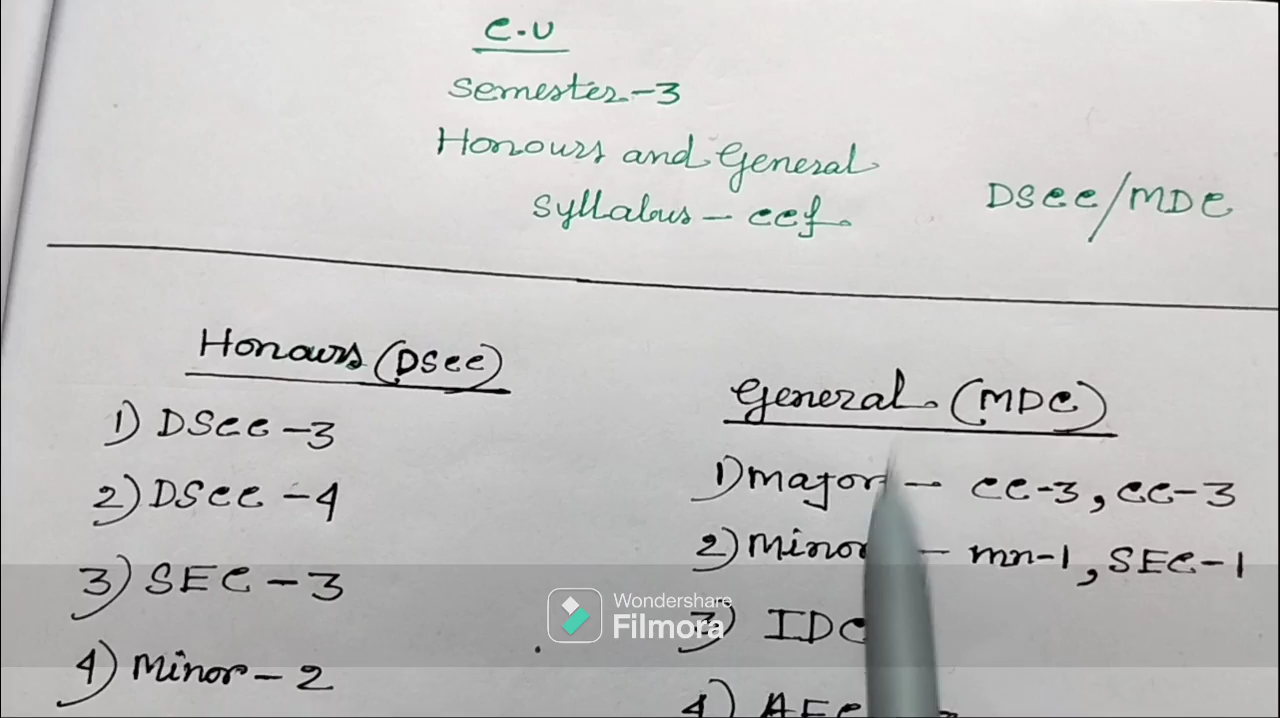 C.U
Semester-3
Honours and General
Syllabus - CCf.
DSCC/MDC
Honours (DSCC)
1) DSCC-3
2) DSCC-4
3) SEC-3
4) Minor-2
General (MDC)
1) major - CC-3, CC-3
2) Minor - mn-1, SEC-1
3) IDC
4) AEC
Wondershare
Filmora